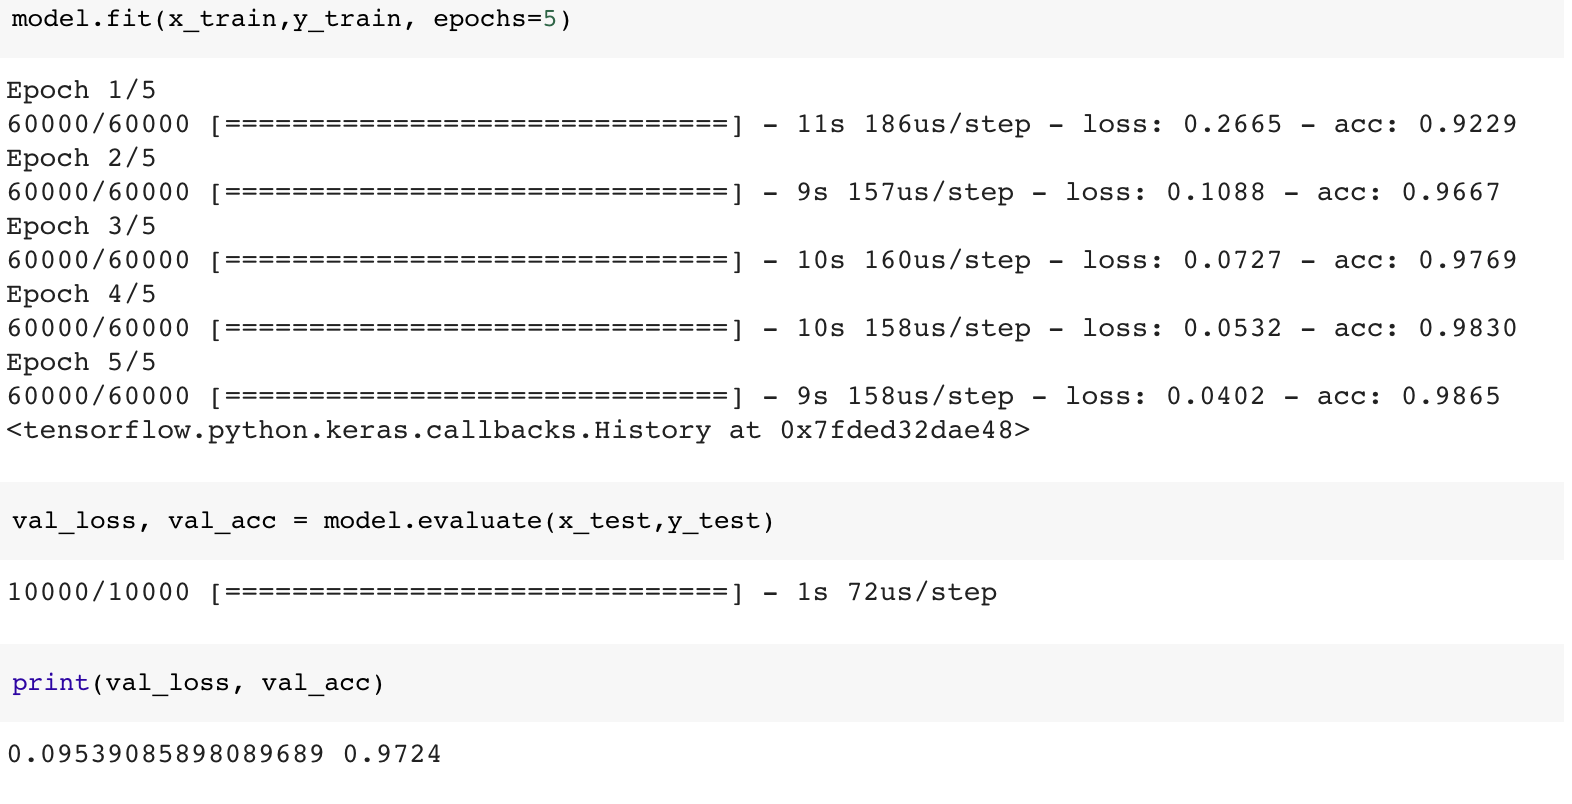 model.fit(x_train,y_train, epochs=5)
Epoch 1/5
60000/60000 [==============================] - 11s 186us/step - loss: 0.2665 - acc: 0.9229
Epoch 2/5
60000/60000 [==============================] - 9s 157us/step - loss: 0.1088 - acc: 0.9667
Epoch 3/5
60000/60000 [==============================] - 10s 160us/step - loss: 0.0727 - acc: 0.9769
Epoch 4/5
60000/60000 [==============================] - 10s 158us/step - loss: 0.0532 - acc: 0.9830
Epoch 5/5
60000/60000 [==============================] - 9s 158us/step - loss: 0.0402 - acc: 0.9865
<tensorflow.python.keras.callbacks.History at 0x7fded32dae48>
val_loss, val_acc = model.evaluate(x_test,y_test)
10000/10000 [==============================] - 1s 72us/step
print(val_loss, val_acc)
0.09539085898089689 0.9724